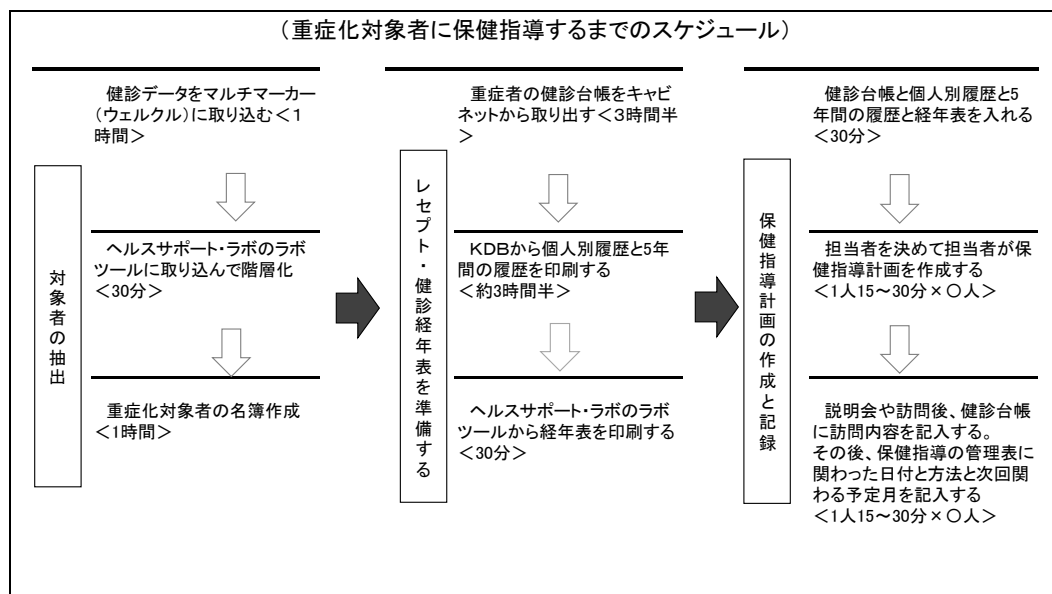 （重症化対象者に保健指導するまでのスケジュール）
対象者の抽出
健診データをマルチマーカー
（ウェルクル）に取り込む＜1
時間＞
ヘルスサポート・ラボのラボ
ツールに取り込んで階層化
＜30分＞
重症化対象者の名簿作成
＜1時間＞
レセプト・健診経年表を準備する
重症者の健診台帳をキャビ
ネットから取り出す＜3時間半
＞
KDBから個人別履歴と5年
間の履歴を印刷する
＜約3時間半＞
ヘルスサポート・ラボのラボ
ツールから経年表を印刷する
＜30分＞
保健指導計画の作成と記録
健診台帳と個人別履歴と5
年間の履歴と経年表を入れる
＜30分＞
担当者を決めて担当者が保
健指導計画を作成する
＜1人15～30分×〇人＞
説明会や訪問後、健診台帳
に訪問内容を記入する。
その後、保健指導の管理表に
関わった日付と方法と次回関
わる予定月を記入する
＜1人15～30分×〇人＞